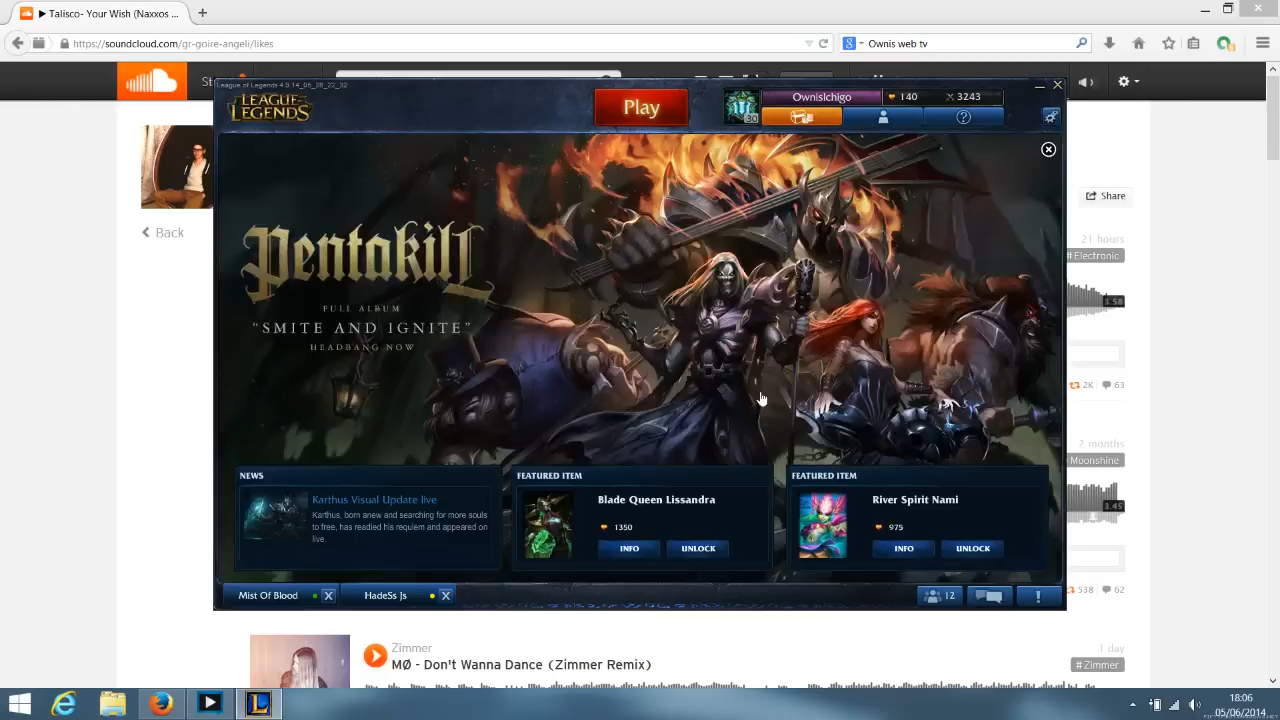 ▶ Talisco- Your Wish (Naxxos ...
https://soundcloud.com/gr-goire-angeli/likes
Ownis web tv
League of Legends 4.9.14_05_28_22_32
LEAGUE OF
LEGENDS
Play
30
OwnisIchigo
140
3243
Back
Share
21 hours
#Electronic
3.58
2K
63
2 months
Moonshine
3.45
538
62
Pentakill
FULL ALBUM
"SMITE AND IGNITE"
HEADBANG NOW
NEWS
Karthus Visual Update live
Karthus, born anew and searching for more souls
to free, has readied his requiem and appeared on
live.
FEATURED ITEM
Blade Queen Lissandra
1350
INFO
UNLOCK
FEATURED ITEM
River Spirit Nami
975
INFO
UNLOCK
Mist Of Blood
HadeSs Js
12
Zimmer
MØ - Don't Wanna Dance (Zimmer Remix)
1 day
# Zimmer
18:06
05/06/2014